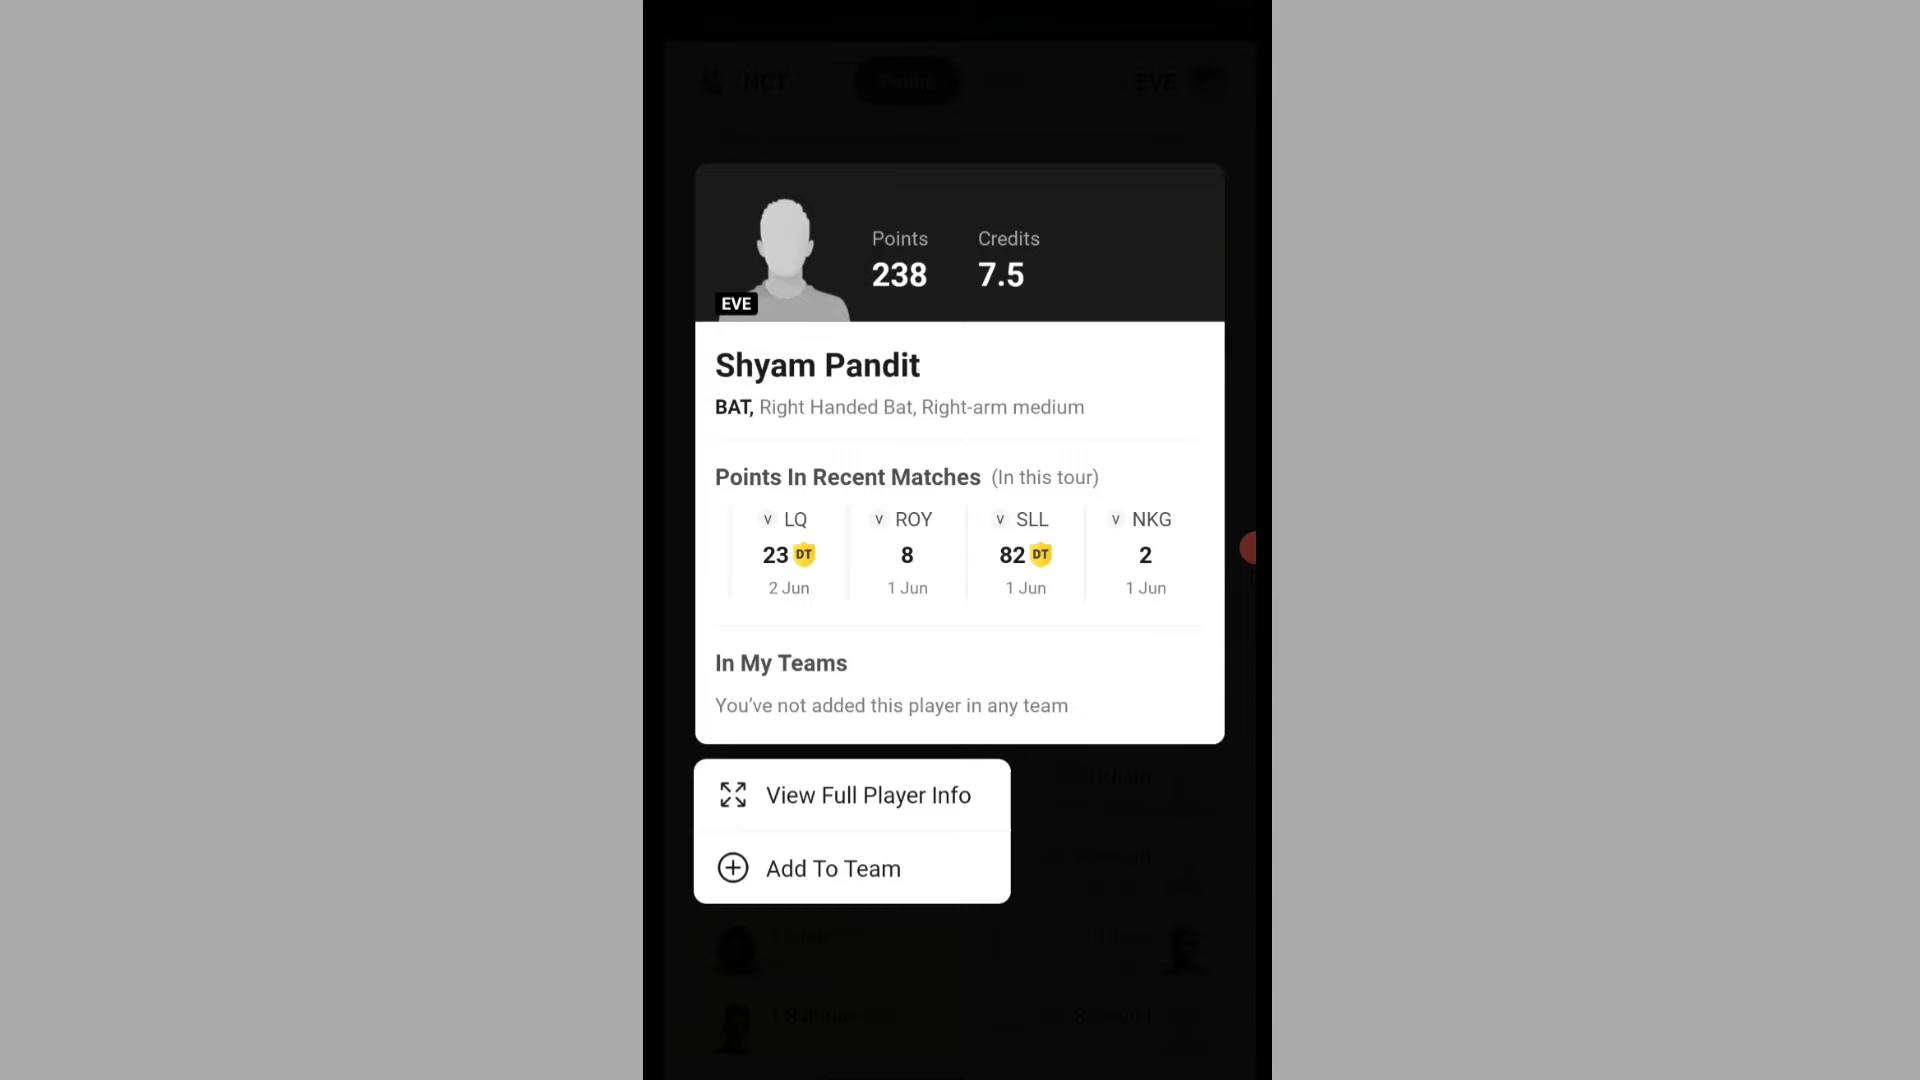 NCT
EVE
Points Credits
238 7.5
EVE
Shyam Pandit
BAT, Right Handed Bat, Right-arm medium
Points In Recent Matches (In this tour)
V LQ V ROY V SLL V NKG
23 DT 8 82 DT 2
2 Jun 1 Jun 1 Jun 1 Jun
In My Teams
You've not added this player in any team
View Full Player Info
Add To Team